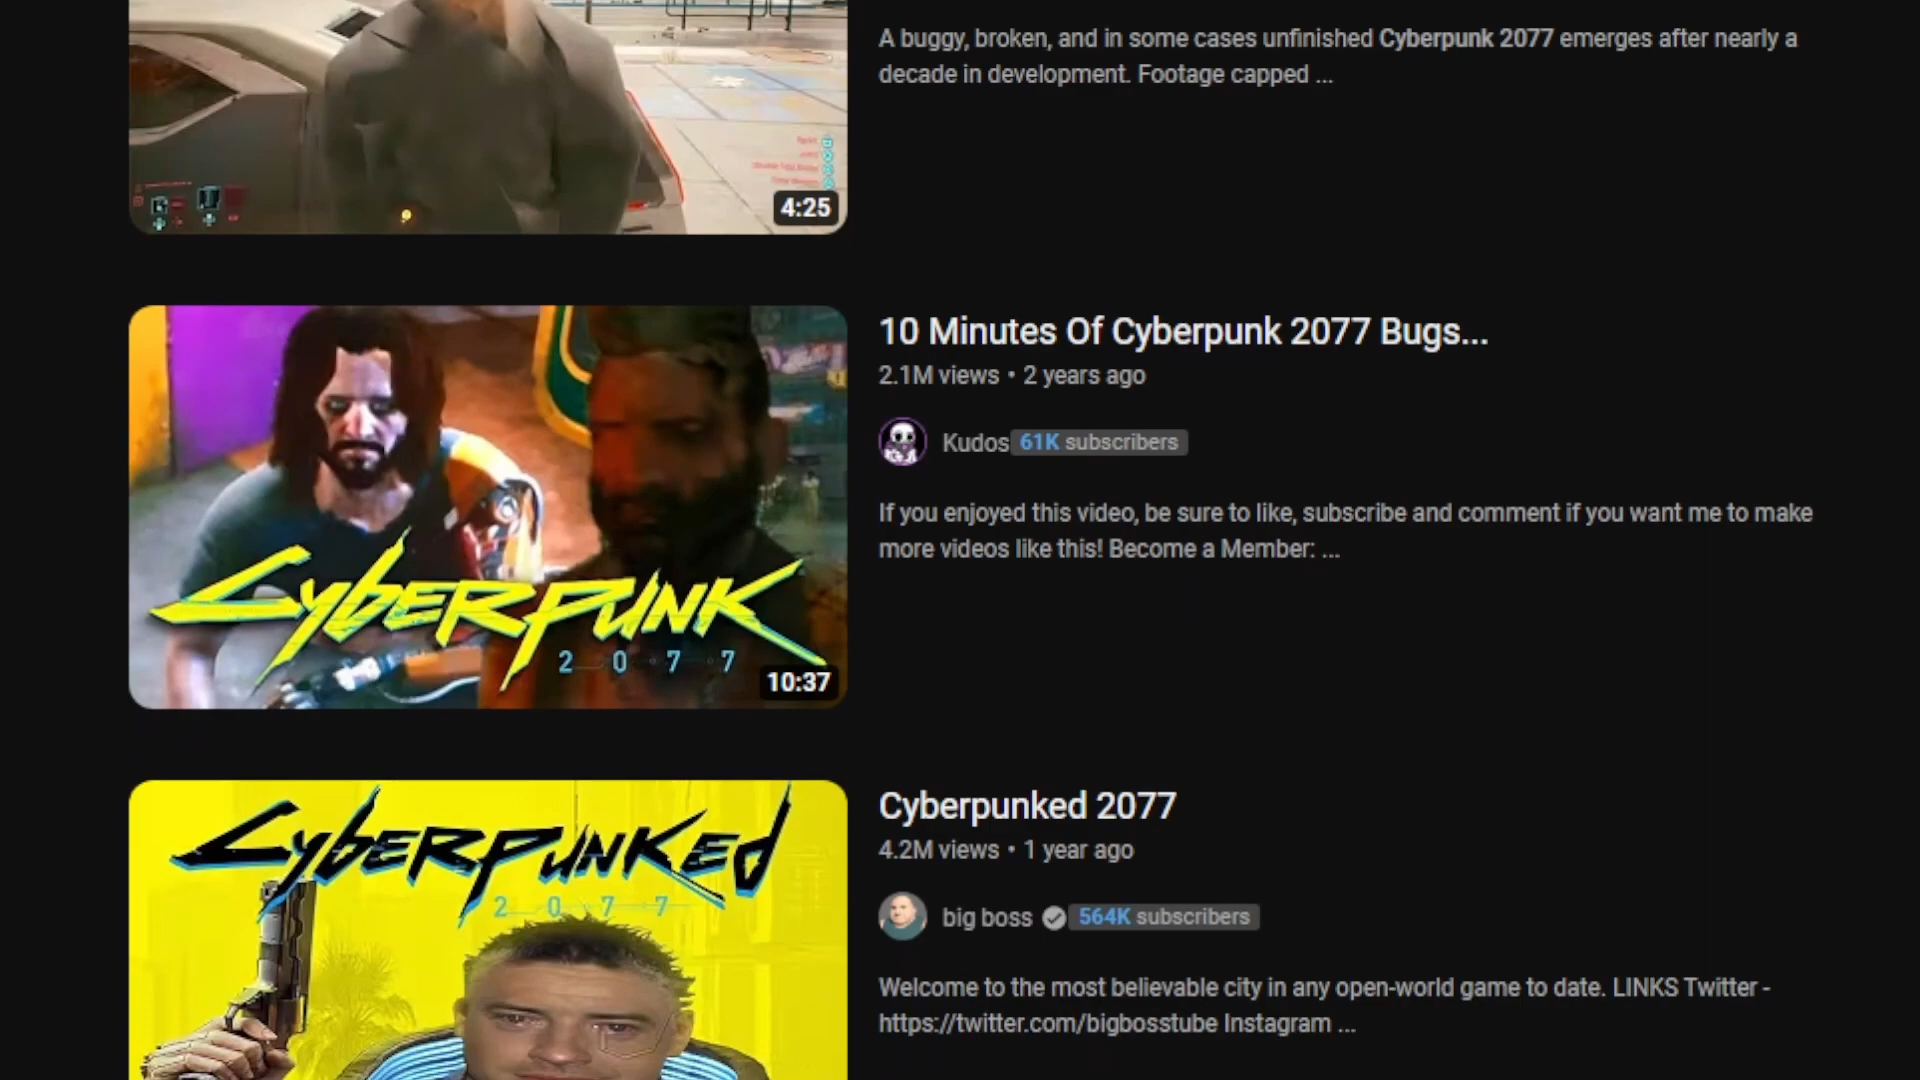 A buggy, broken, and in some cases unfinished Cyberpunk 2077 emerges after nearly a
decade in development. Footage capped ...
4:25
10 Minutes Of Cyberpunk 2077 Bugs...
2.1M views • 2 years ago
Kudos 61K subscribers
If you enjoyed this video, be sure to like, subscribe and comment if you want me to make
more videos like this! Become a Member: ...
CYBERPUNK
2077
10:37
Cyberpunked 2077
4.2M views • 1 year ago
big boss 564K subscribers
Welcome to the most believable city in any open-world game to date. LINKS Twitter -
https://twitter.com/bigbosstube Instagram ...
CYBERPUNKED
2077